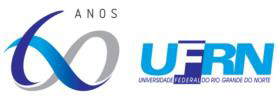 ANOS
60
UFRN
UNIVERSIDADE FEDERAL DO RIO GRANDE DO NORTE